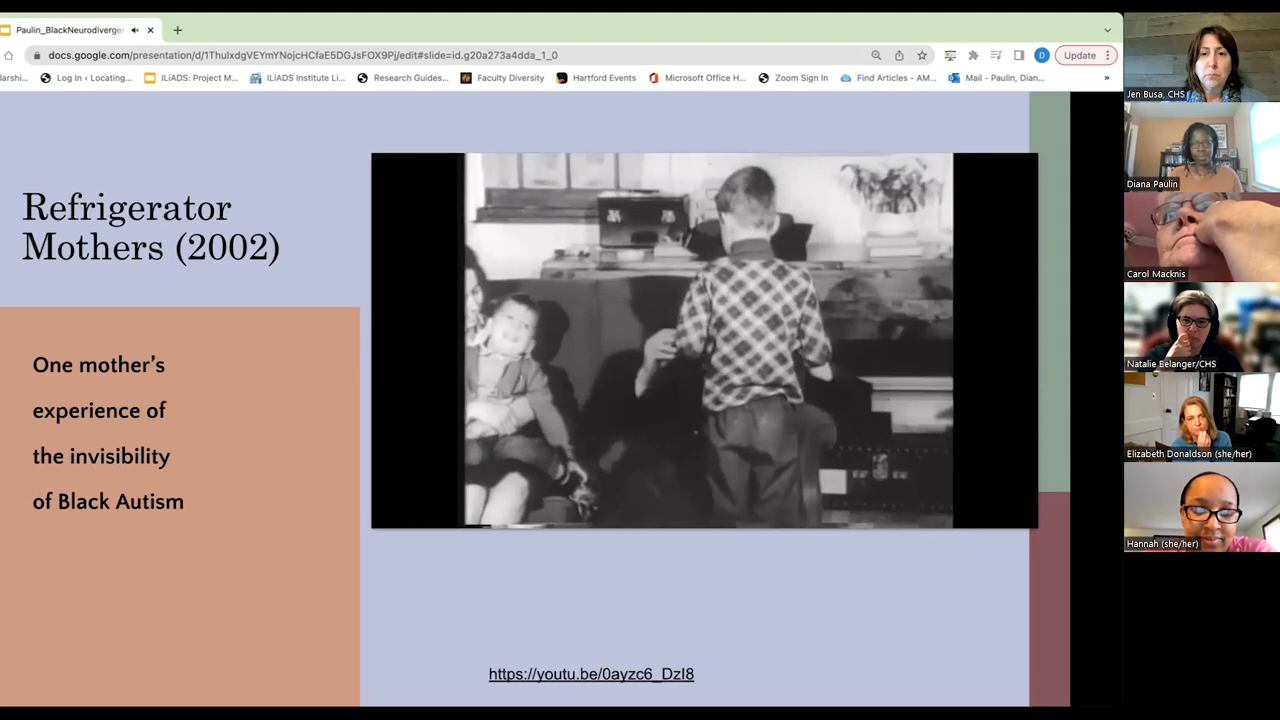 Paulin_BlackNeurodiverge
docs.google.com/presentation/d/1ThulxdgVEYmYNojcHCfaE5DGJsFOX9Pj/edit#slide=id.g20a273a4dda_1_0
D
Update
larshi...
Log In ‹ Locating...
ILiADS: Project M...
ILiADS Institute Li...
Research Guides...
Faculty Diversity
Hartford Events
Microsoft Office H...
Zoom Sign In
Find Articles - AM...
Mail - Paulin, Dian...
»
Refrigerator
Mothers (2002)
One mother's
experience of
the invisibility
of Black Autism
https://youtu.be/0ayzc6_DzI8
Jen Busa, CHS
Diana Paulin
Carol Macknis
Natalie Belanger/CHS
Elizabeth Donaldson (she/her)
Hannah (she/her)